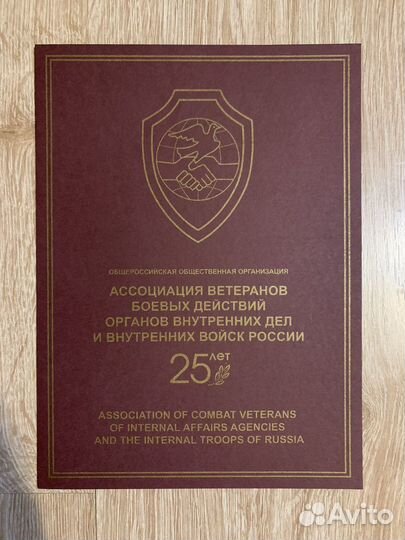 ОБЩЕРОССИЙСКАЯ ОБЩЕСТВЕННАЯ ОРГАНИЗАЦИЯ
АССОЦИАЦИЯ ВЕТЕРАНОВ
БОЕВЫХ ДЕЙСТВИЙ
ОРГАНОВ ВНУТРЕННИХ ДЕЛ
И ВНУТРЕННИХ ВОЙСК РОССИИ
25 лет
ASSOCIATION OF COMBAT VETERANS
OF INTERNAL AFFAIRS AGENCIES
AND THE INTERNAL TROOPS OF RUSSIA
Avito